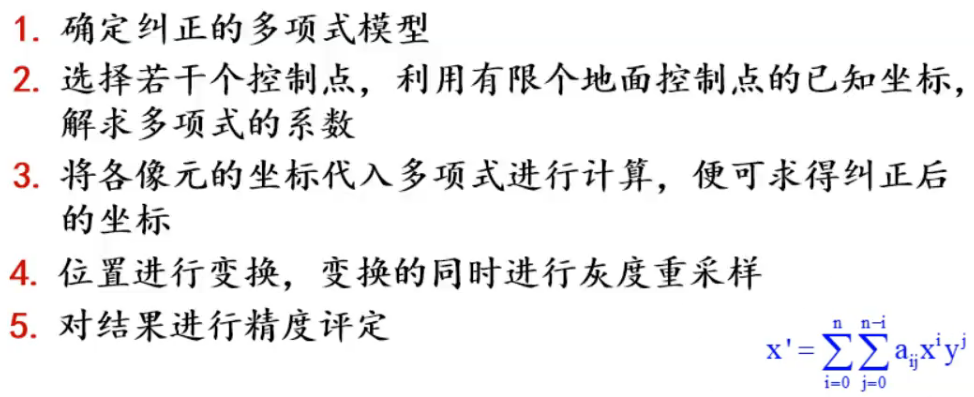 1. 确定纠正的多项式模型
2. 选择若干个控制点，利用有限个地面控制点的已知坐标，
解求多项式的系数
3. 将各像元的坐标代入多项式进行计算，便可求得纠正后
的坐标
4. 位置进行变换，变换的同时进行灰度重采样
5. 对结果进行精度评定
x' = ∑_{i=0}^{n} ∑_{j=0}^{n-i} a_{ij} x^i y^j